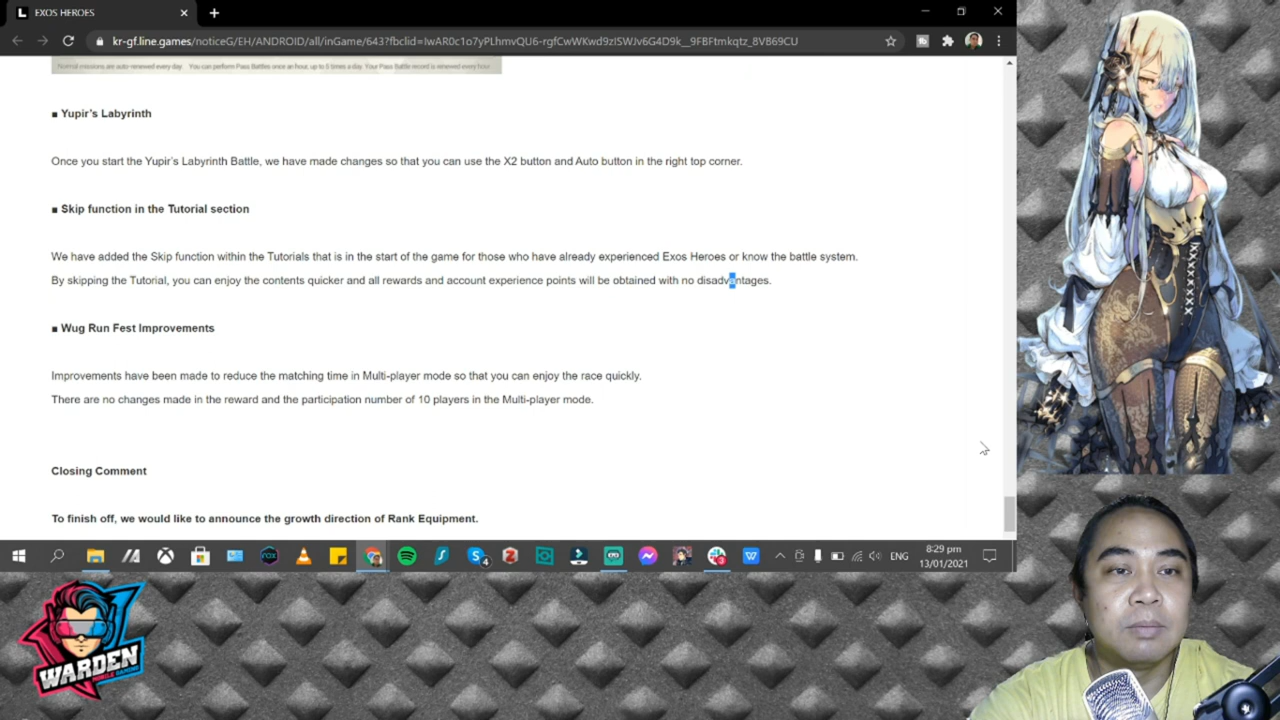 EXOS HEROES
kr-gf.line.games/noticeG/EH/ANDROID/all/inGame/643?fbclid=IwAR0c1o7yPLhmvQU6-rgfCwWKwd9zISWJv6G4D9k__9FBFtmkqtz_8VB69CU
Normal missions are auto-renewed every day. You can perform Pass Battles once an hour, up to 5 times a day. Your Pass Battle record is renewed every hour.
■ Yupir's Labyrinth
Once you start the Yupir's Labyrinth Battle, we have made changes so that you can use the X2 button and Auto button in the right top corner.
■ Skip function in the Tutorial section
We have added the Skip function within the Tutorials that is in the start of the game for those who have already experienced Exos Heroes or know the battle system.
By skipping the Tutorial, you can enjoy the contents quicker and all rewards and account experience points will be obtained with no disadvantages.
■ Wug Run Fest Improvements
Improvements have been made to reduce the matching time in Multi-player mode so that you can enjoy the race quickly.
There are no changes made in the reward and the participation number of 10 players in the Multi-player mode.
Closing Comment
To finish off, we would like to announce the growth direction of Rank Equipment.
4
3
ENG
8:29 pm
13/01/2021
WARDEN
MOBILE GAMING